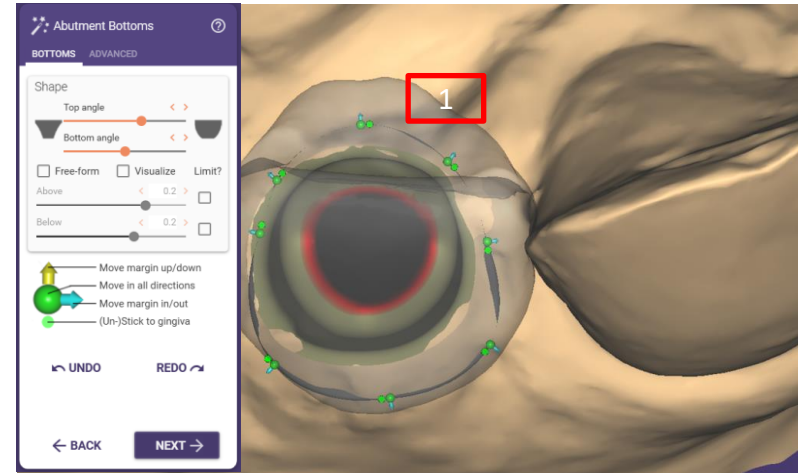 Abutment Bottoms
BOTTOMS ADVANCED
Shape
Top angle
Bottom angle
Free-form Visualize Limit?
Above 0.2
Below 0.2
Move margin up/down
Move in all directions
Move margin in/out
(Un-)Stick to gingiva
UNDO REDO
BACK NEXT
1